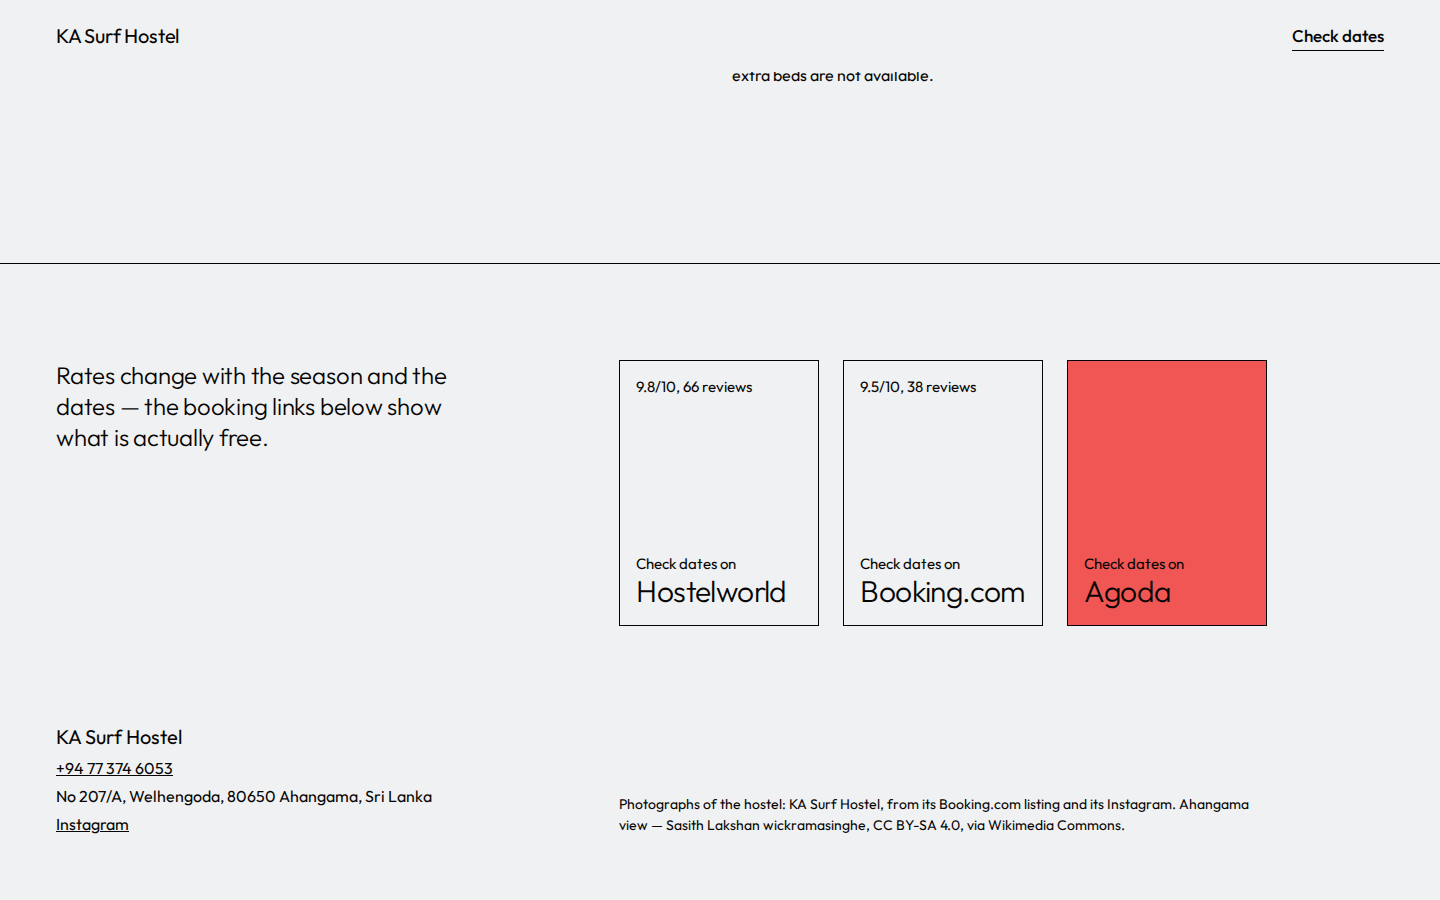 KA Surf Hostel
Check dates
extra beds are not available.
Rates change with the season and the
dates — the booking links below show
what is actually free.
9.8/10, 66 reviews
Check dates on
Hostelworld
9.5/10, 38 reviews
Check dates on
Booking.com
Check dates on
Agoda
KA Surf Hostel
+94 77 374 6053
No 207/A, Welhengoda, 80650 Ahangama, Sri Lanka
Instagram
Photographs of the hostel: KA Surf Hostel, from its Booking.com listing and its Instagram. Ahangama
view — Sasith Lakshan wickramasinghe, CC BY-SA 4.0, via Wikimedia Commons.